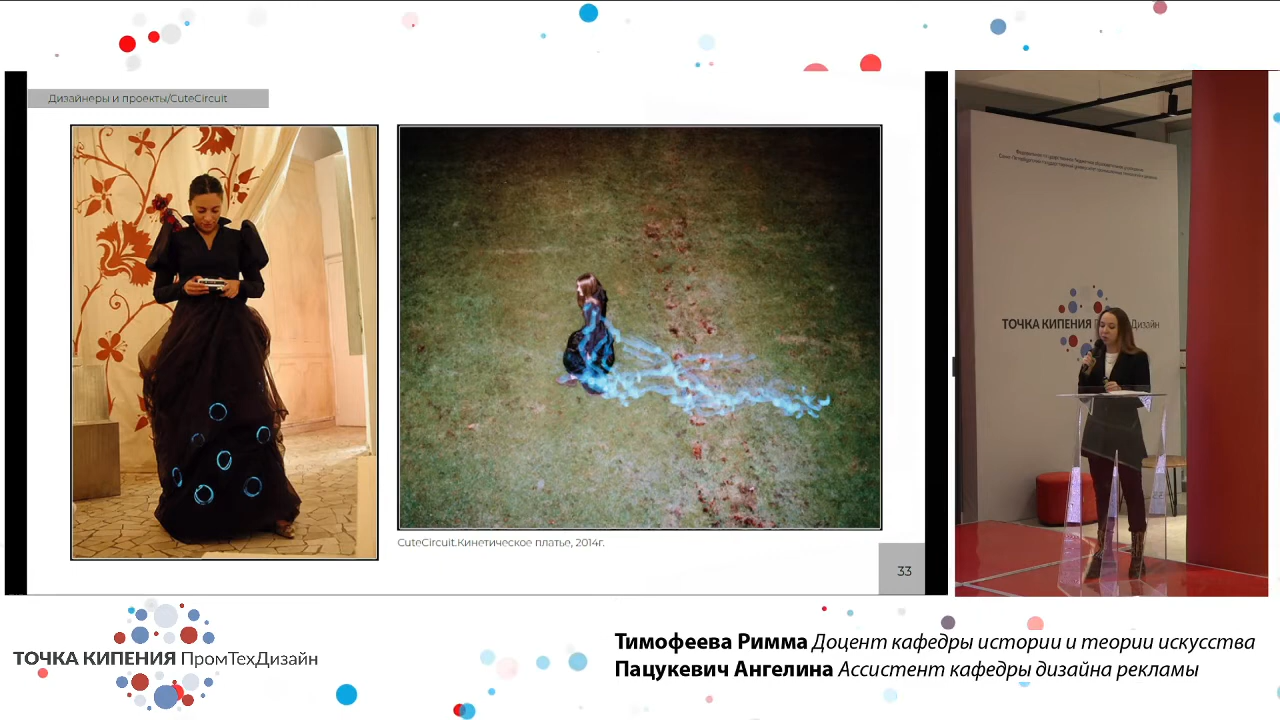 Дизайнеры и проекты/CuteCircuit
CuteCircuit.Кинетическое платье, 2014г.
33
ТОЧКА КИПЕНИЯ ПромТехДизайн
ТОЧКА КИПЕНИЯ ПромТехДизайн
Тимофеева Римма Доцент кафедры истории и теории искусства
Пацукевич Ангелина Ассистент кафедры дизайна рекламы